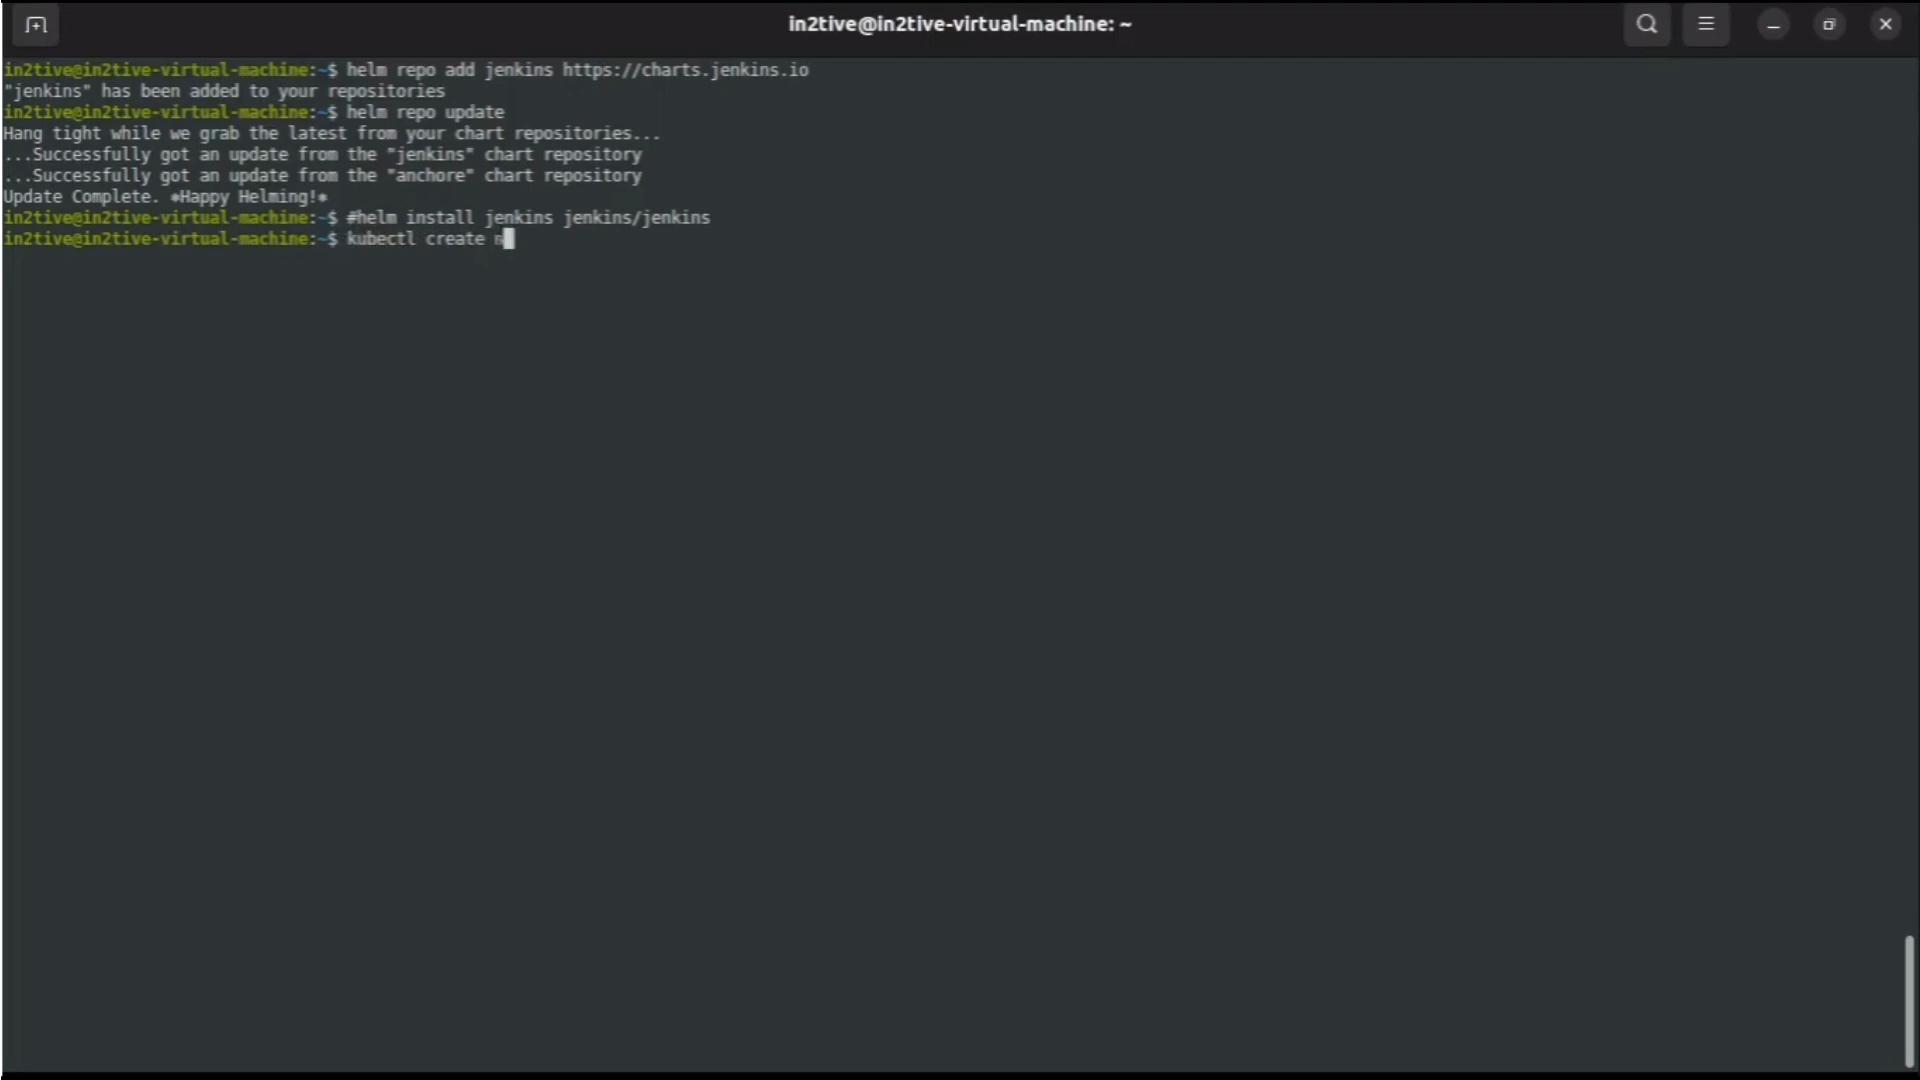 in2tive@in2tive-virtual-machine: ~
in2tive@in2tive-virtual-machine:~$ helm repo add jenkins https://charts.jenkins.io
"jenkins" has been added to your repositories
in2tive@in2tive-virtual-machine:~$ helm repo update
Hang tight while we grab the latest from your chart repositories...
...Successfully got an update from the "jenkins" chart repository
...Successfully got an update from the "anchore" chart repository
Update Complete. ⎈Happy Helming!⎈
in2tive@in2tive-virtual-machine:~$ #helm install jenkins jenkins/jenkins
in2tive@in2tive-virtual-machine:~$ kubectl create n